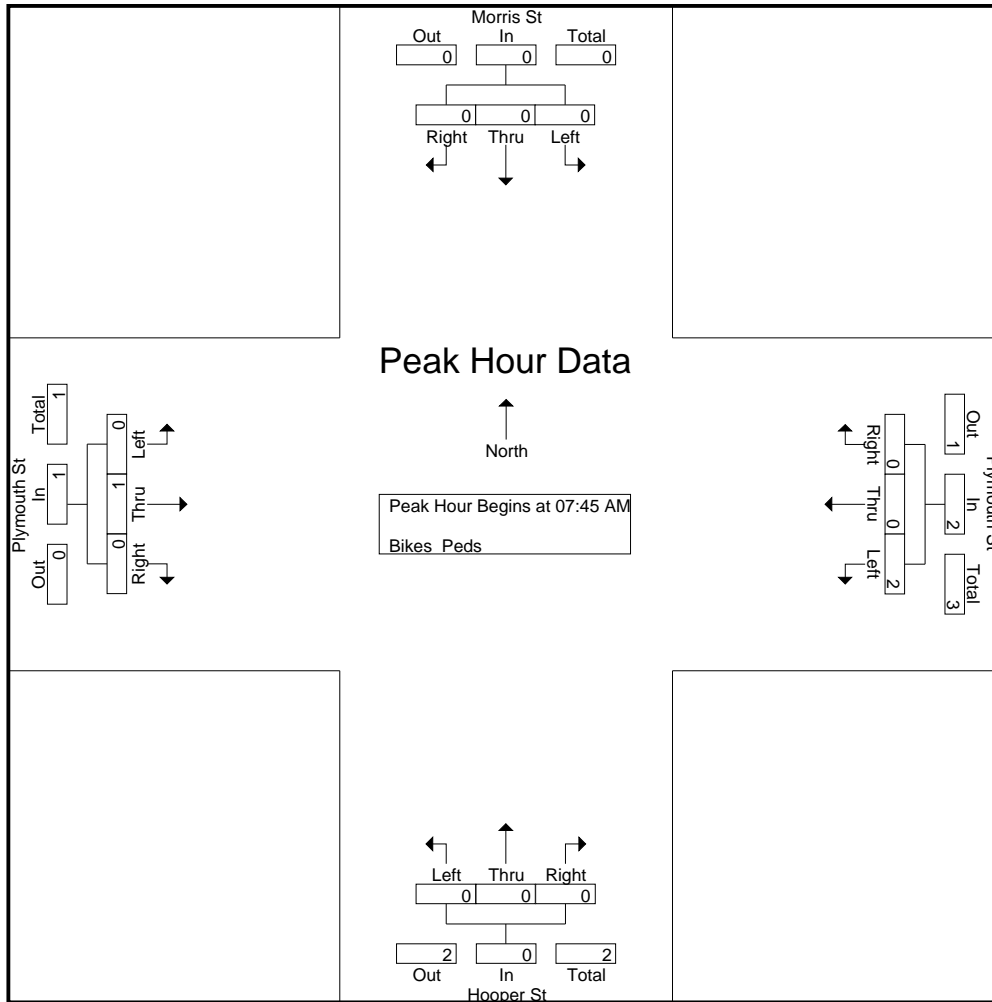 Morris St
Out In Total
0 0 0
0 0 0
Right Thru Left
Peak Hour Data
North
Peak Hour Begins at 07:45 AM
Bikes Peds
Plymouth St
Out In Total
0 1 1
Right Thru Left
0 1 0
Plymouth St
Out In Total
1 2 3
Right Thru Left
0 0 2
Left Thru Right
0 0 0
2 0 2
Out In Total
Hooper St